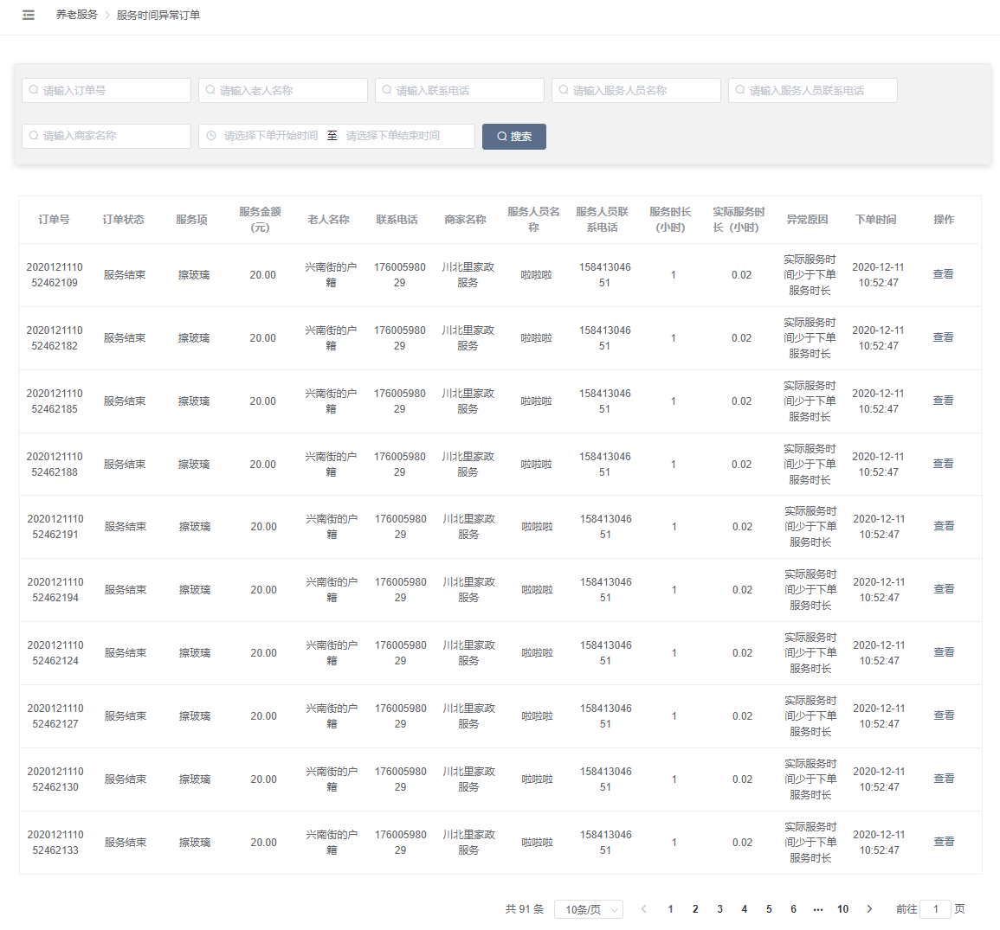 养老服务 > 服务时间异常订单
请输入订单号 请输入老人名称 请输入联系电话 请输入服务人员名称 请输入服务人员联系电话
请输入商家名称 请选择下单开始时间 至 请选择下单结束时间 搜索
订单号 订单状态 服务项 服务金额(元) 老人名称 联系电话 商家名称 服务人员名称 服务人员联系电话 服务时长(小时) 实际服务时长（小时) 异常原因 下单时间 操作
202012111052462109 服务结束 擦玻璃 20.00 兴南街的户籍 17600598029 川北里家政服务 啦啦啦 15841304651 1 0.02 实际服务时间少于下单服务时长 2020-12-11 10:52:47 查看
202012111052462182 服务结束 擦玻璃 20.00 兴南街的户籍 17600598029 川北里家政服务 啦啦啦 15841304651 1 0.02 实际服务时间少于下单服务时长 2020-12-11 10:52:47 查看
202012111052462185 服务结束 擦玻璃 20.00 兴南街的户籍 17600598029 川北里家政服务 啦啦啦 15841304651 1 0.02 实际服务时间少于下单服务时长 2020-12-11 10:52:47 查看
202012111052462188 服务结束 擦玻璃 20.00 兴南街的户籍 17600598029 川北里家政服务 啦啦啦 15841304651 1 0.02 实际服务时间少于下单服务时长 2020-12-11 10:52:47 查看
202012111052462191 服务结束 擦玻璃 20.00 兴南街的户籍 17600598029 川北里家政服务 啦啦啦 15841304651 1 0.02 实际服务时间少于下单服务时长 2020-12-11 10:52:47 查看
202012111052462194 服务结束 擦玻璃 20.00 兴南街的户籍 17600598029 川北里家政服务 啦啦啦 15841304651 1 0.02 实际服务时间少于下单服务时长 2020-12-11 10:52:47 查看
202012111052462124 服务结束 擦玻璃 20.00 兴南街的户籍 17600598029 川北里家政服务 啦啦啦 15841304651 1 0.02 实际服务时间少于下单服务时长 2020-12-11 10:52:47 查看
202012111052462127 服务结束 擦玻璃 20.00 兴南街的户籍 17600598029 川北里家政服务 啦啦啦 15841304651 1 0.02 实际服务时间少于下单服务时长 2020-12-11 10:52:47 查看
202012111052462130 服务结束 擦玻璃 20.00 兴南街的户籍 17600598029 川北里家政服务 啦啦啦 15841304651 1 0.02 实际服务时间少于下单服务时长 2020-12-11 10:52:47 查看
202012111052462133 服务结束 擦玻璃 20.00 兴南街的户籍 17600598029 川北里家政服务 啦啦啦 15841304651 1 0.02 实际服务时间少于下单服务时长 2020-12-11 10:52:47 查看
共 91 条 10条/页 < 1 2 3 4 5 6 ••• 10 > 前往 1 页